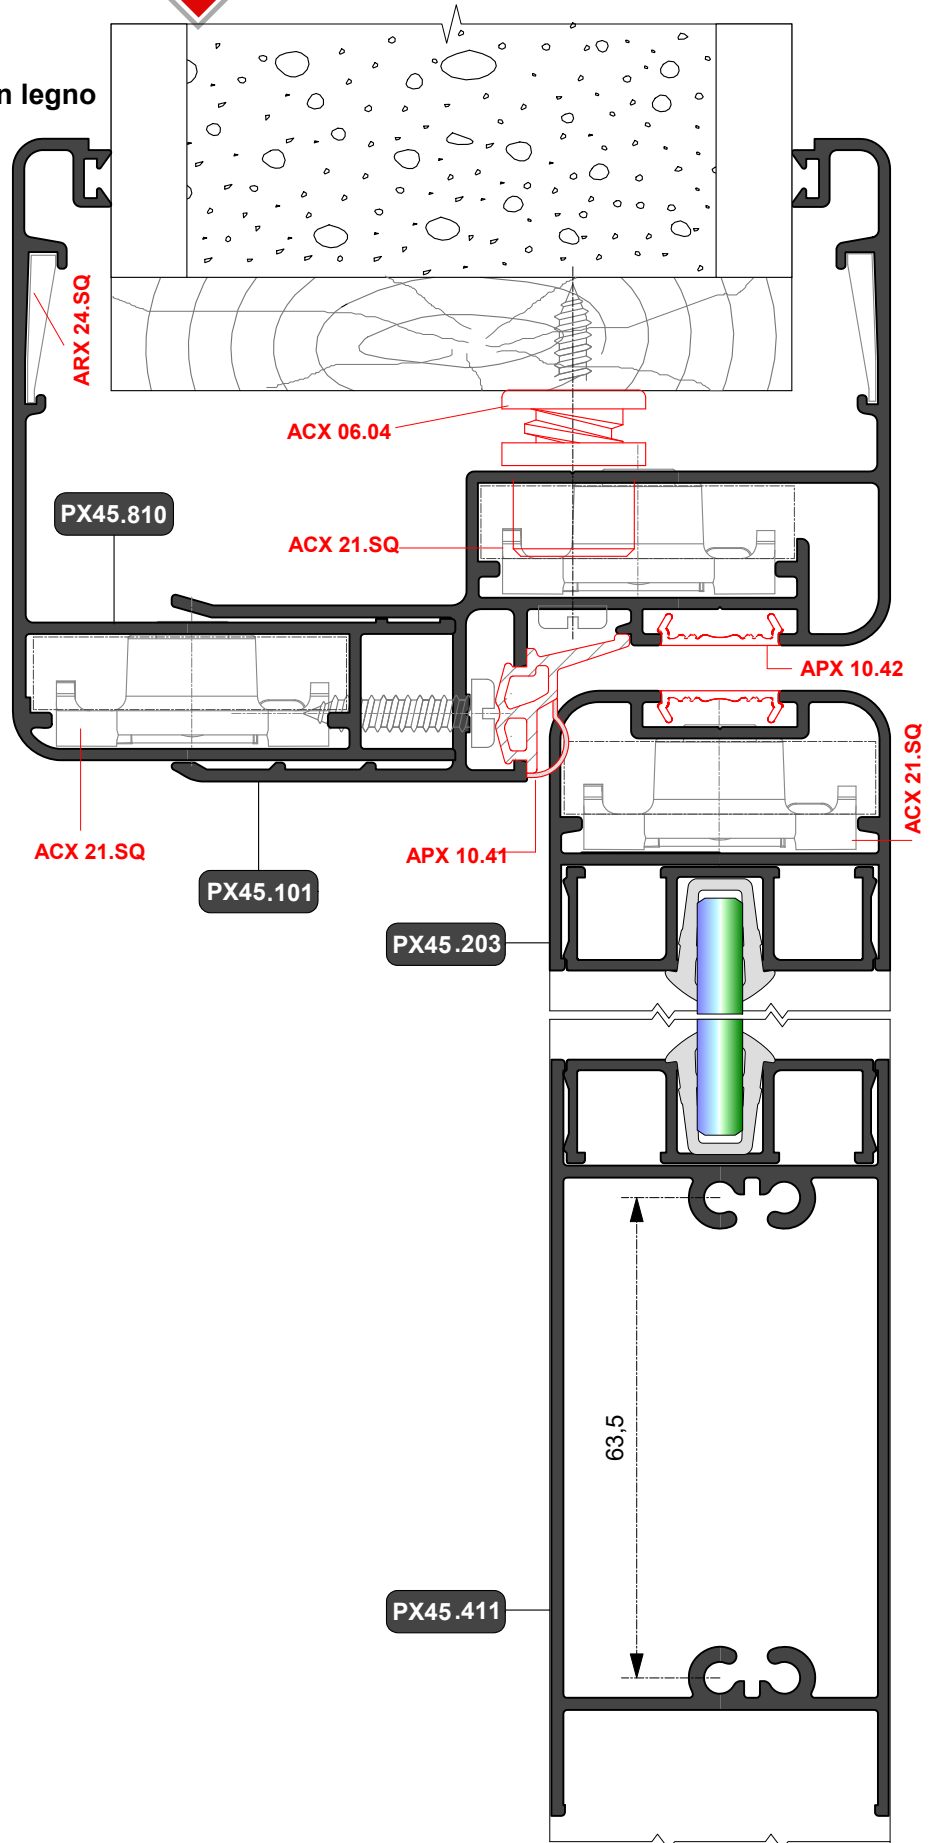 n legno
ARX 24.SQ
ACX 06.04
PX45.810
ACX 21.SQ
APX 10.42
ACX 21.SQ
ACX 21.SQ
APX 10.41
PX45.101
PX45.203
63,5
PX45.411